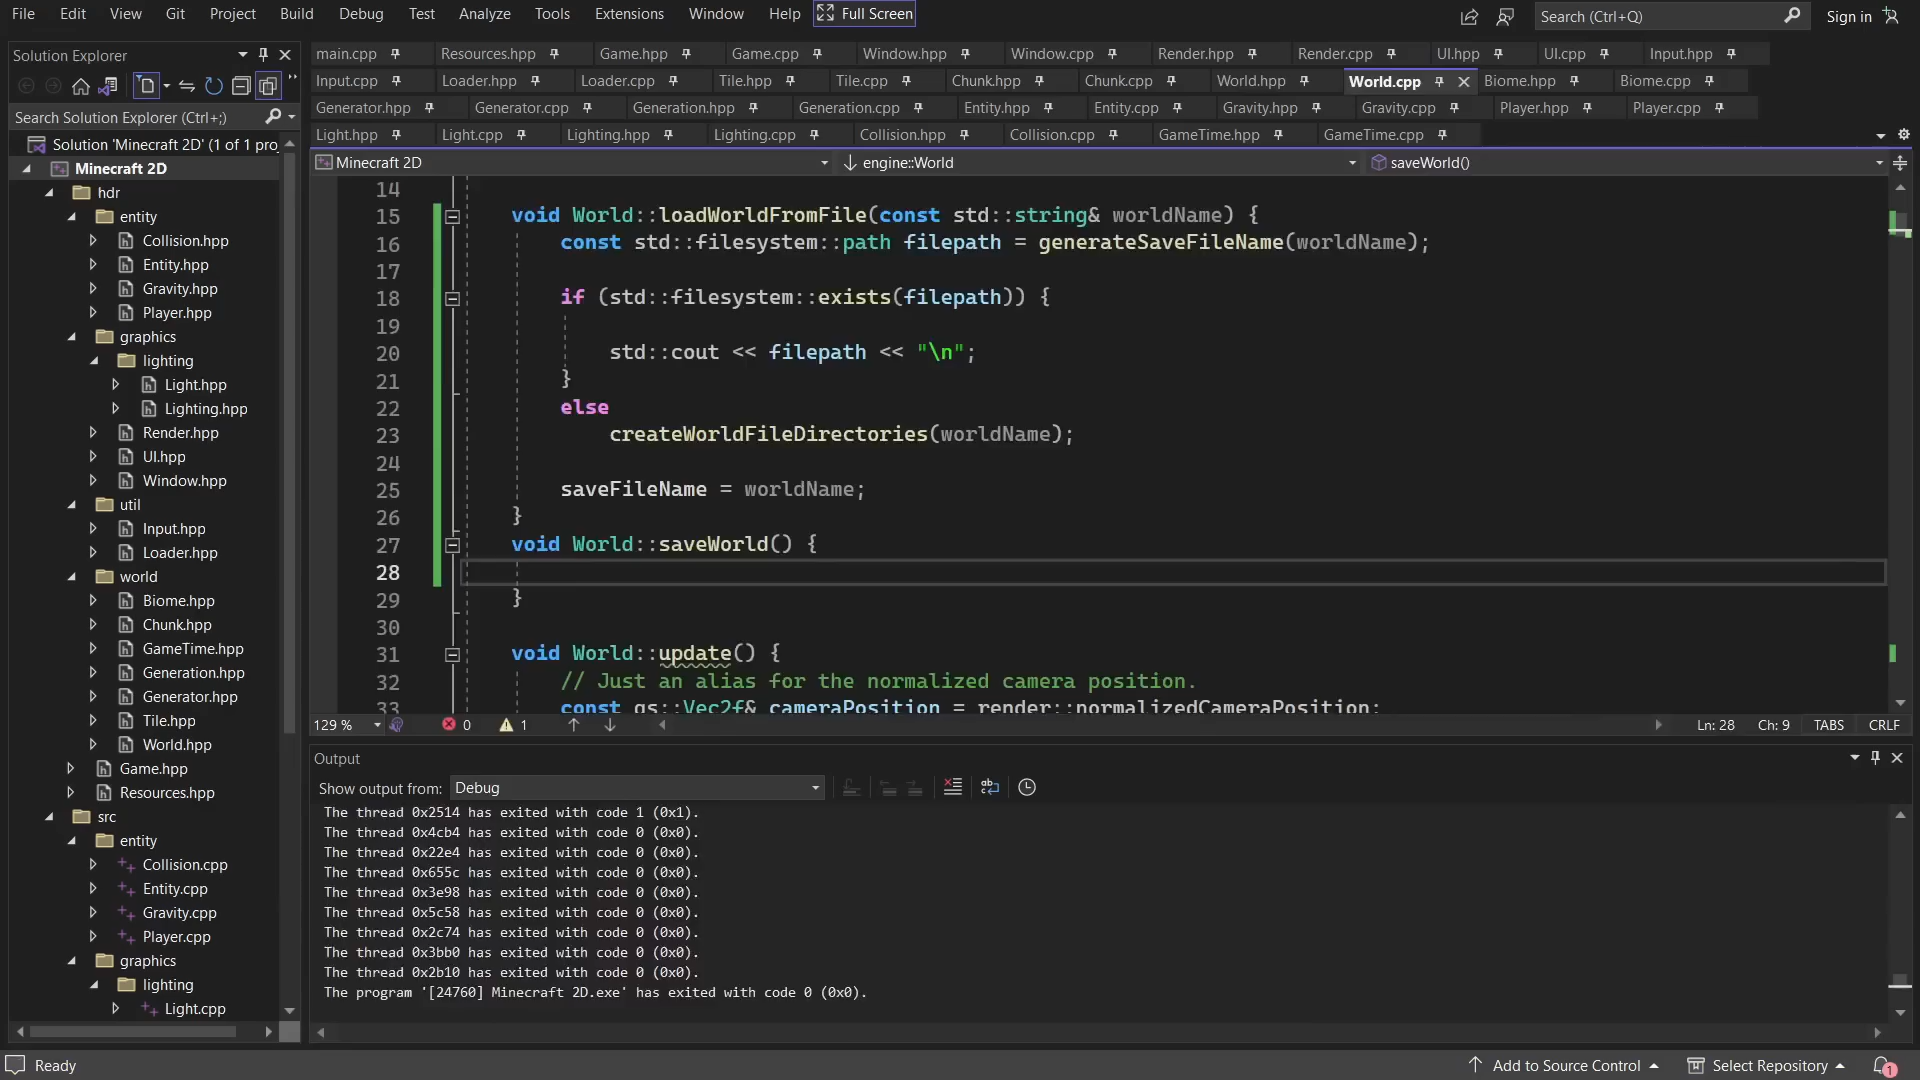 File Edit View Git Project Build Debug Test Analyze Tools Extensions Window Help Full Screen Search (Ctrl+Q) Sign in
Solution Explorer
Search Solution Explorer (Ctrl+;)
Solution 'Minecraft 2D' (1 of 1 proj
Minecraft 2D
hdr
entity
Collision.hpp
Entity.hpp
Gravity.hpp
Player.hpp
graphics
lighting
Light.hpp
Lighting.hpp
Render.hpp
UI.hpp
Window.hpp
util
Input.hpp
Loader.hpp
world
Biome.hpp
Chunk.hpp
GameTime.hpp
Generation.hpp
Generator.hpp
Tile.hpp
World.hpp
Game.hpp
Resources.hpp
src
entity
Collision.cpp
Entity.cpp
Gravity.cpp
Player.cpp
graphics
lighting
Light.cpp
main.cpp Resources.hpp Game.hpp Game.cpp Window.hpp Window.cpp Render.hpp Render.cpp UI.hpp UI.cpp Input.hpp
Input.cpp Loader.hpp Loader.cpp Tile.hpp Tile.cpp Chunk.hpp Chunk.cpp World.hpp World.cpp Biome.hpp Biome.cpp
Generator.hpp Generator.cpp Generation.hpp Generation.cpp Entity.hpp Entity.cpp Gravity.hpp Gravity.cpp Player.hpp Player.cpp
Light.hpp Light.cpp Lighting.hpp Lighting.cpp Collision.hpp Collision.cpp GameTime.hpp GameTime.cpp
Minecraft 2D engine::World saveWorld()
14
15 void World::loadWorldFromFile(const std::string& worldName) {
16 const std::filesystem::path filepath = generateSaveFileName(worldName);
17
18 if (std::filesystem::exists(filepath)) {
19
20 std::cout << filepath << "\n";
21 }
22 else
23 createWorldFileDirectories(worldName);
24
25 saveFileName = worldName;
26 }
27 void World::saveWorld() {
28
29 }
30
31 void World::update() {
32 // Just an alias for the normalized camera position.
33 const gs::Vec2f& cameraPosition = render::normalizedCameraPosition;
129 % 0 1 Ln: 28 Ch: 9 TABS CRLF
Output
Show output from: Debug
The thread 0x2514 has exited with code 1 (0x1).
The thread 0x4cb4 has exited with code 0 (0x0).
The thread 0x22e4 has exited with code 0 (0x0).
The thread 0x655c has exited with code 0 (0x0).
The thread 0x3e98 has exited with code 0 (0x0).
The thread 0x5c58 has exited with code 0 (0x0).
The thread 0x2c74 has exited with code 0 (0x0).
The thread 0x3bb0 has exited with code 0 (0x0).
The thread 0x2b10 has exited with code 0 (0x0).
The program '[24760] Minecraft 2D.exe' has exited with code 0 (0x0).
Ready Add to Source Control Select Repository 1